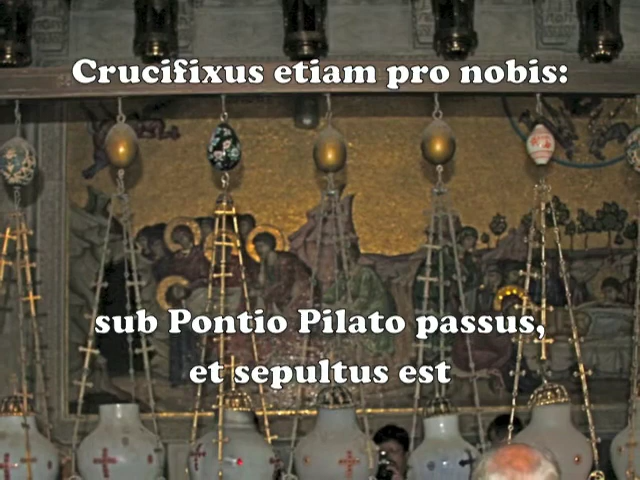 Crucifixus etiam pro nobis:
sub Pontio Pilato passus,
et sepultus est